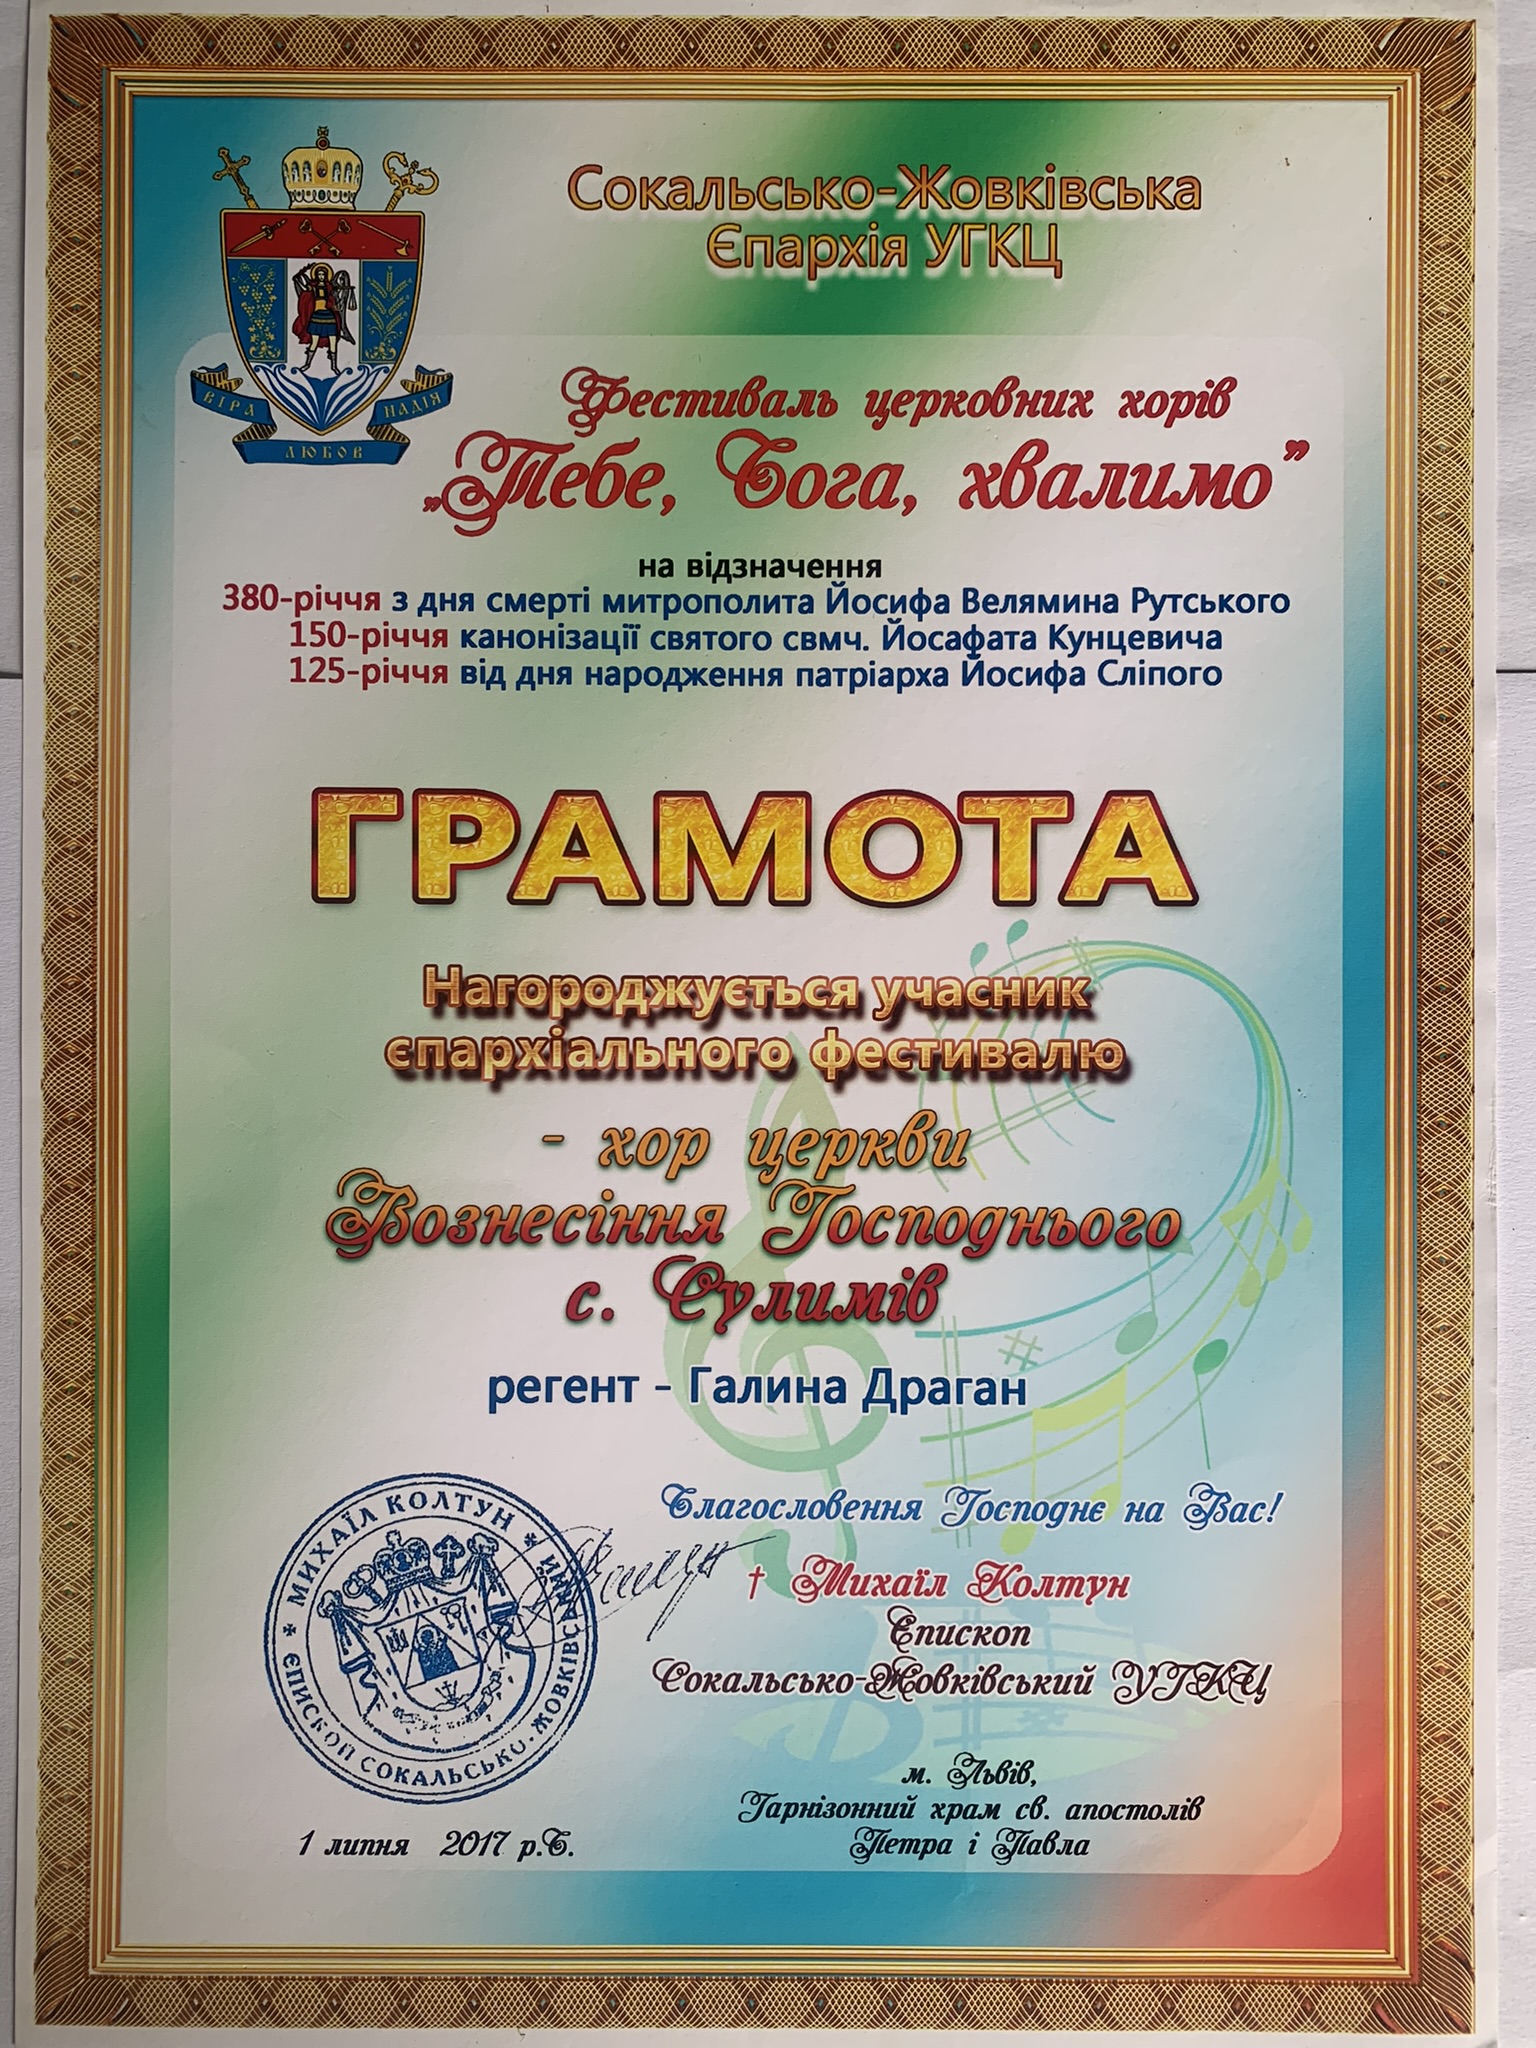 Сокальсько-Жовківська
Єпархія УГКЦ
ВІРА НАДІЯ
ЛЮБОВ
Фестиваль церковних хорів
„Тебе, Бога, хвалимо”
на відзначення
380-річчя з дня смерті митрополита Йосифа Велямина Рутського
150-річчя канонізації святого свмч. Йосафата Кунцевича
125-річчя від дня народження патріарха Йосифа Сліпого
ГРАМОТА
Нагороджується учасник
єпархіального фестивалю
- хор церкви
Вознесіння Господнього
с. Сулимів
регент - Галина Драган
Благословення Господнє на Вас!
† Михаїл Колтун
Єпископ
Сокальсько-Жовківський УГКЦ
* МИХАЇЛ КОЛТУН *
ЄПИСКОП СОКАЛЬСЬКО-ЖОВКІВСЬКИЙ
м. Львів,
Гарнізонний храм св. апостолів
Петра і Павла
1 липня 2017 р.Б.